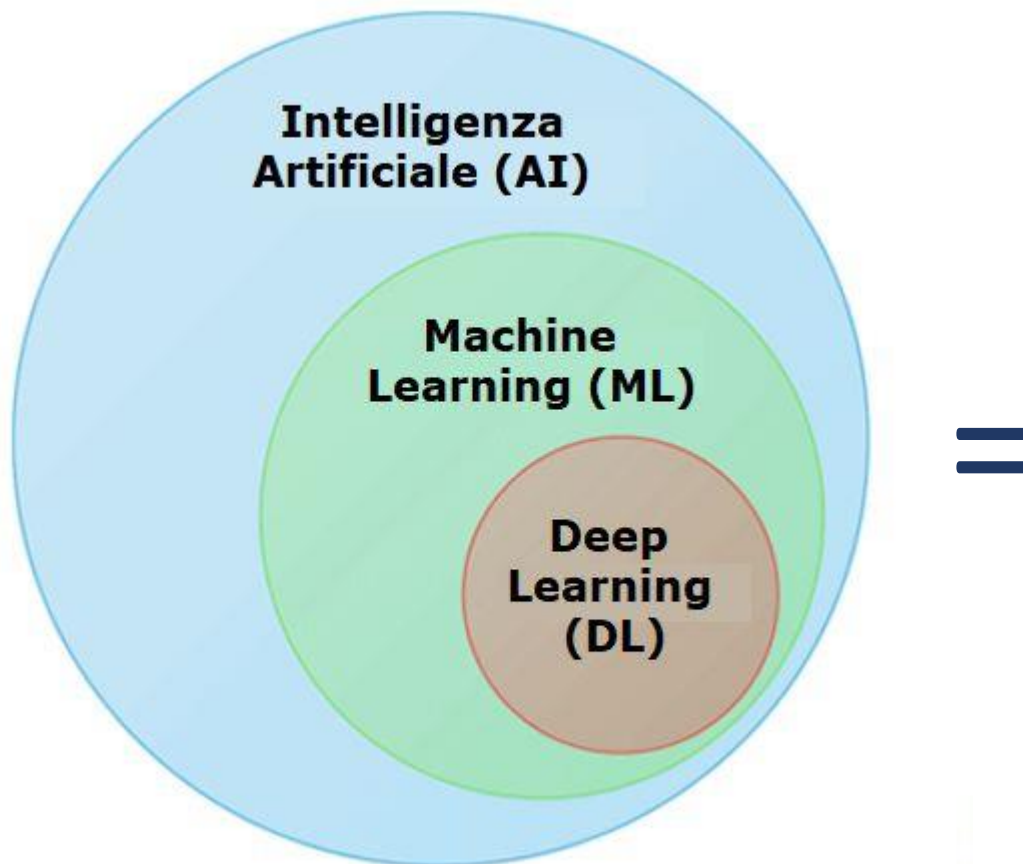 Intelligenza
Artificiale (AI)
Machine
Learning (ML)
Deep
Learning
(DL)
=